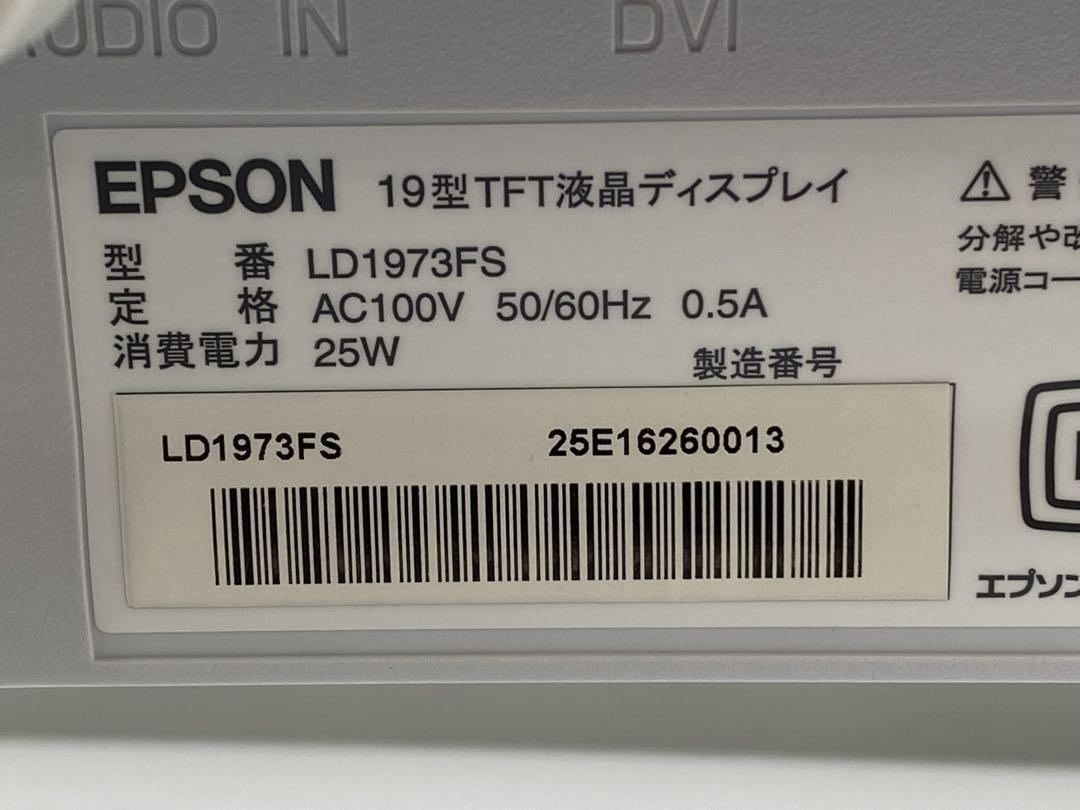 AUDIO IN DVI
EPSON 19型TFT液晶ディスプレイ
型 番 LD1973FS
定 格 AC100V 50/60Hz 0.5A
消費電力 25W
製造番号
LD1973FS 25E16260013
警
分解や改
電源コー
エプソン